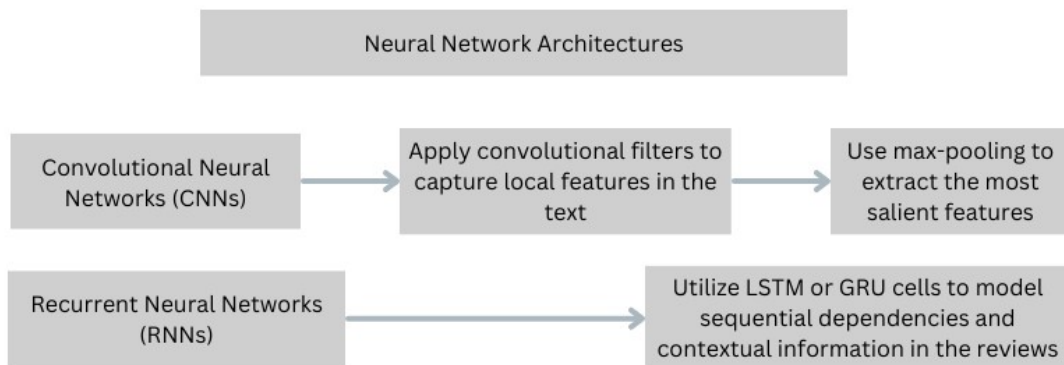 Neural Network Architectures
Convolutional Neural
Networks (CNNs)
Apply convolutional filters to
capture local features in the
text
Use max-pooling to
extract the most
salient features
Recurrent Neural Networks
(RNNs)
Utilize LSTM or GRU cells to model
sequential dependencies and
contextual information in the reviews